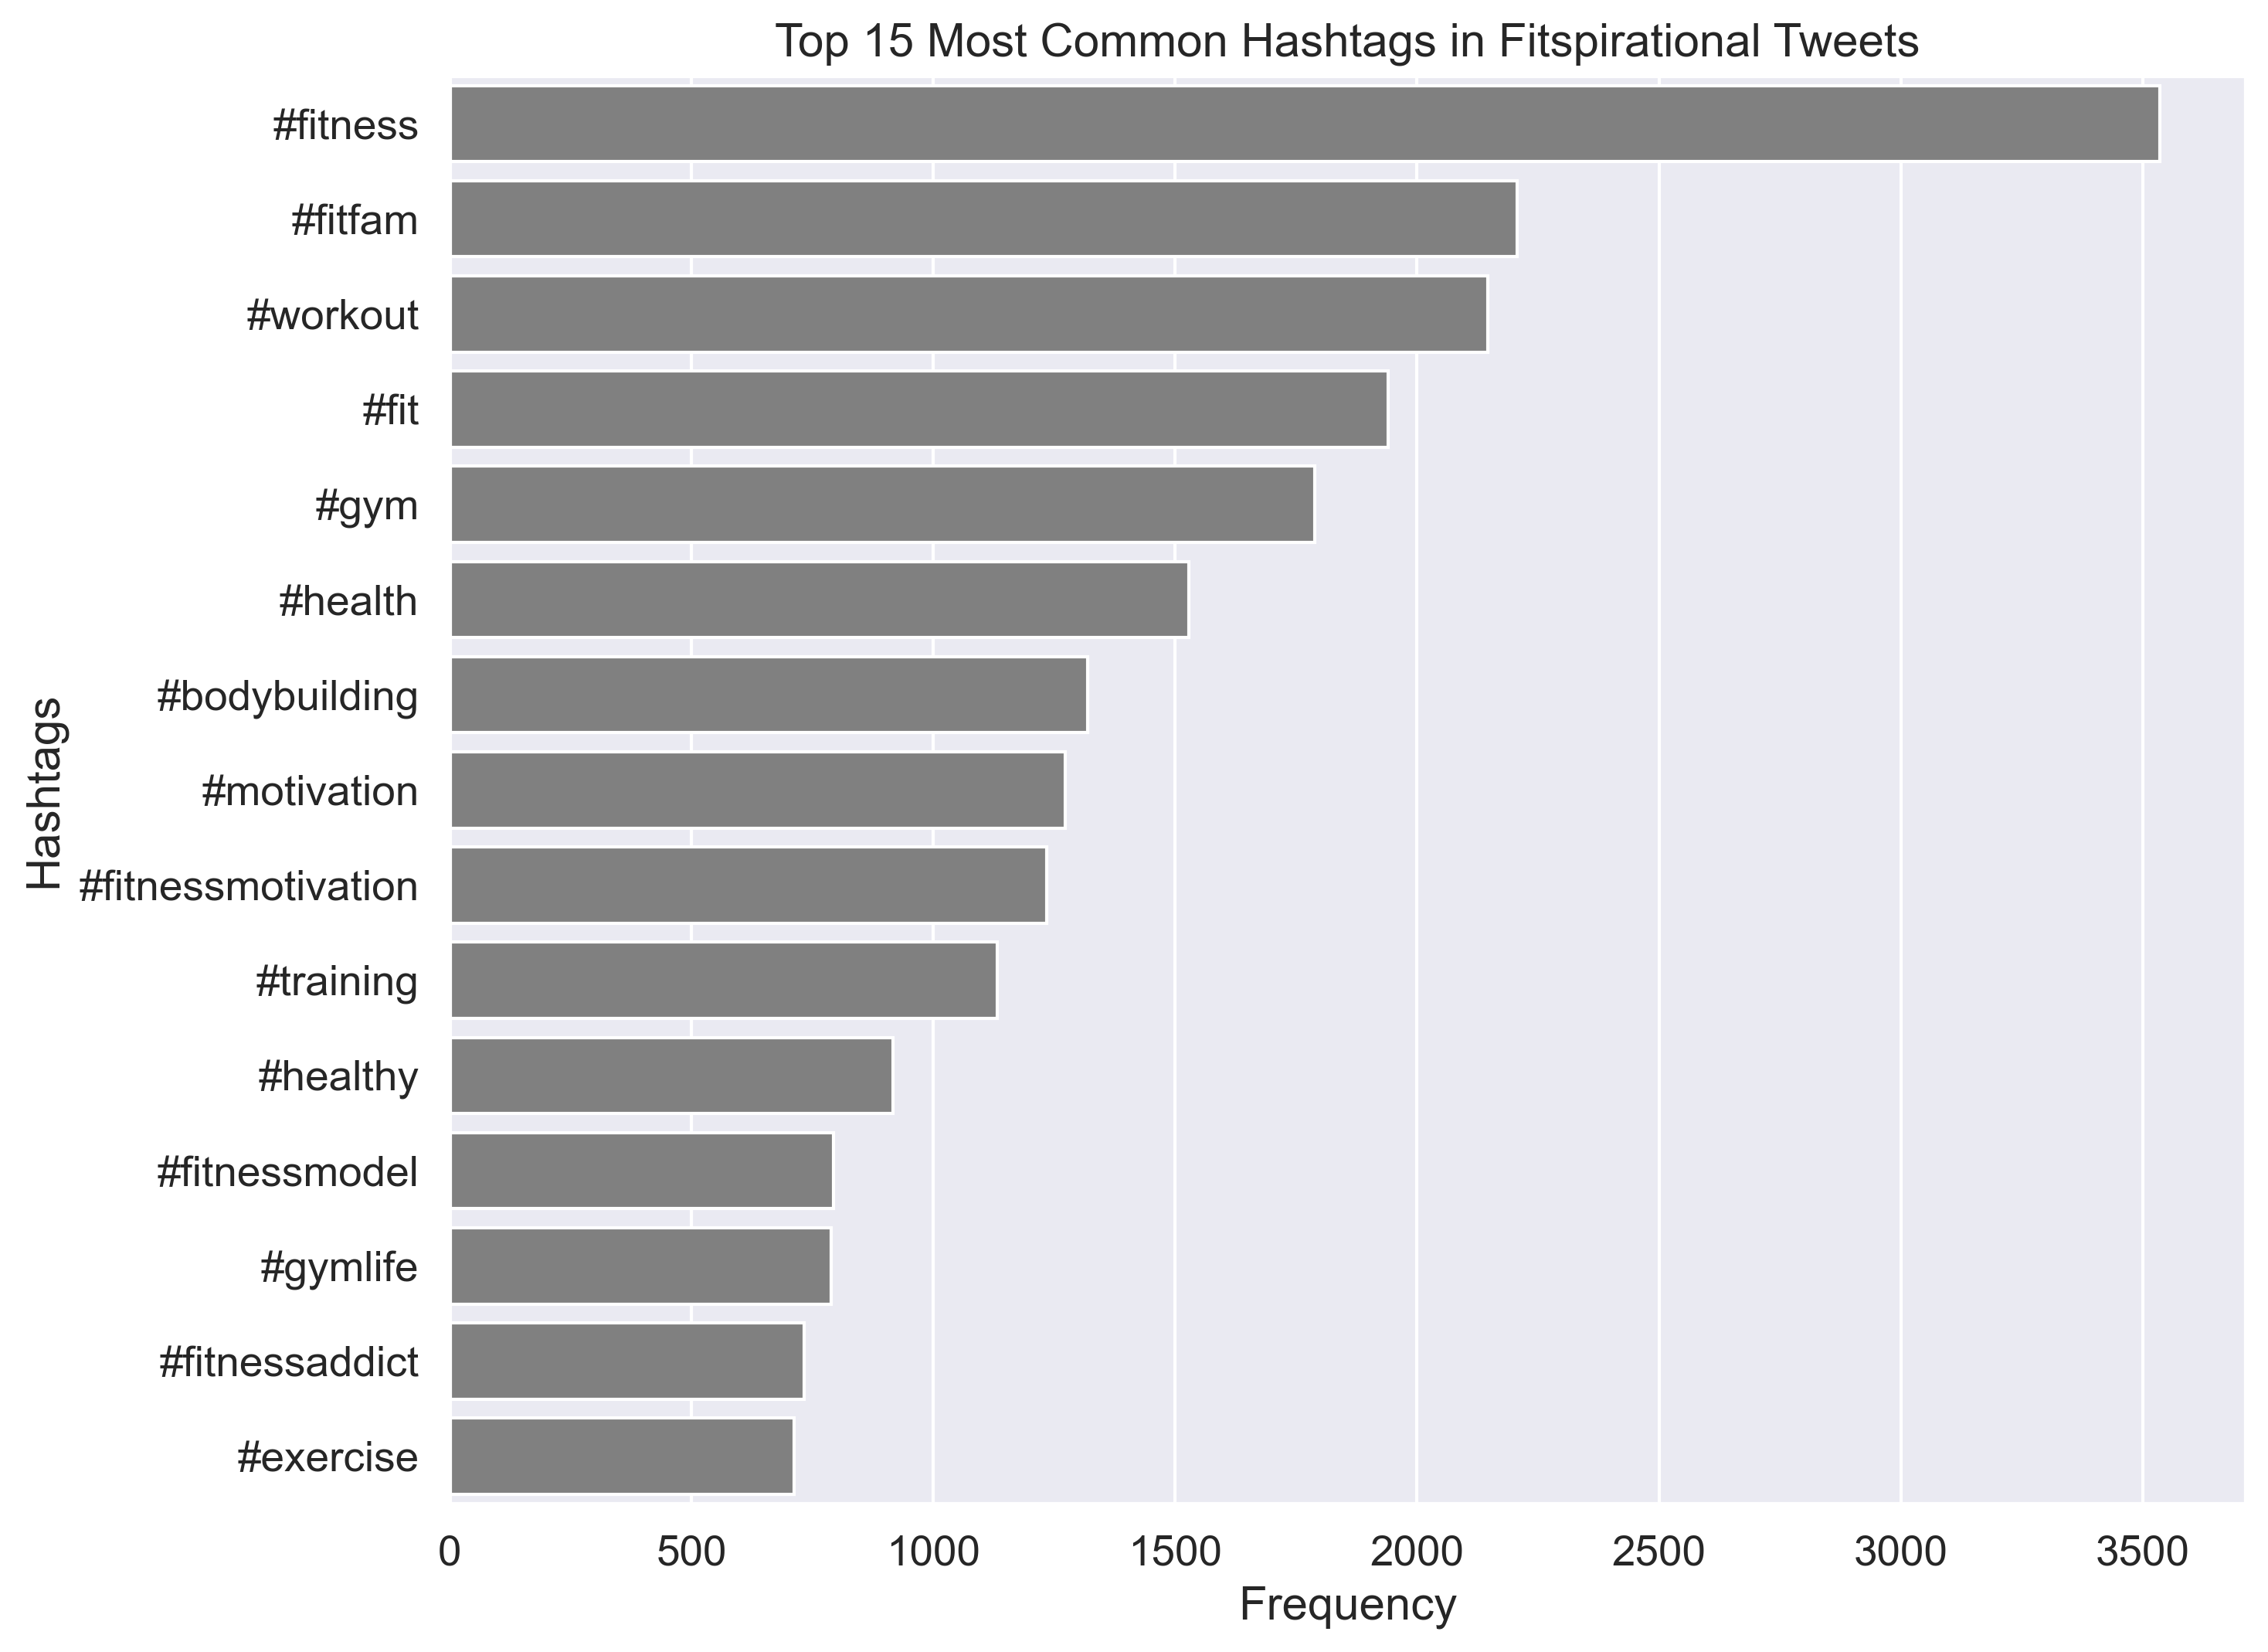 Top 15 Most Common Hashtags in Fitspirational Tweets
Hashtags
#fitness
#fitfam
#workout
#fit
#gym
#health
#bodybuilding
#motivation
#fitnessmotivation
#training
#healthy
#fitnessmodel
#gymlife
#fitnessaddict
#exercise
0 500 1000 1500 2000 2500 3000 3500
Frequency